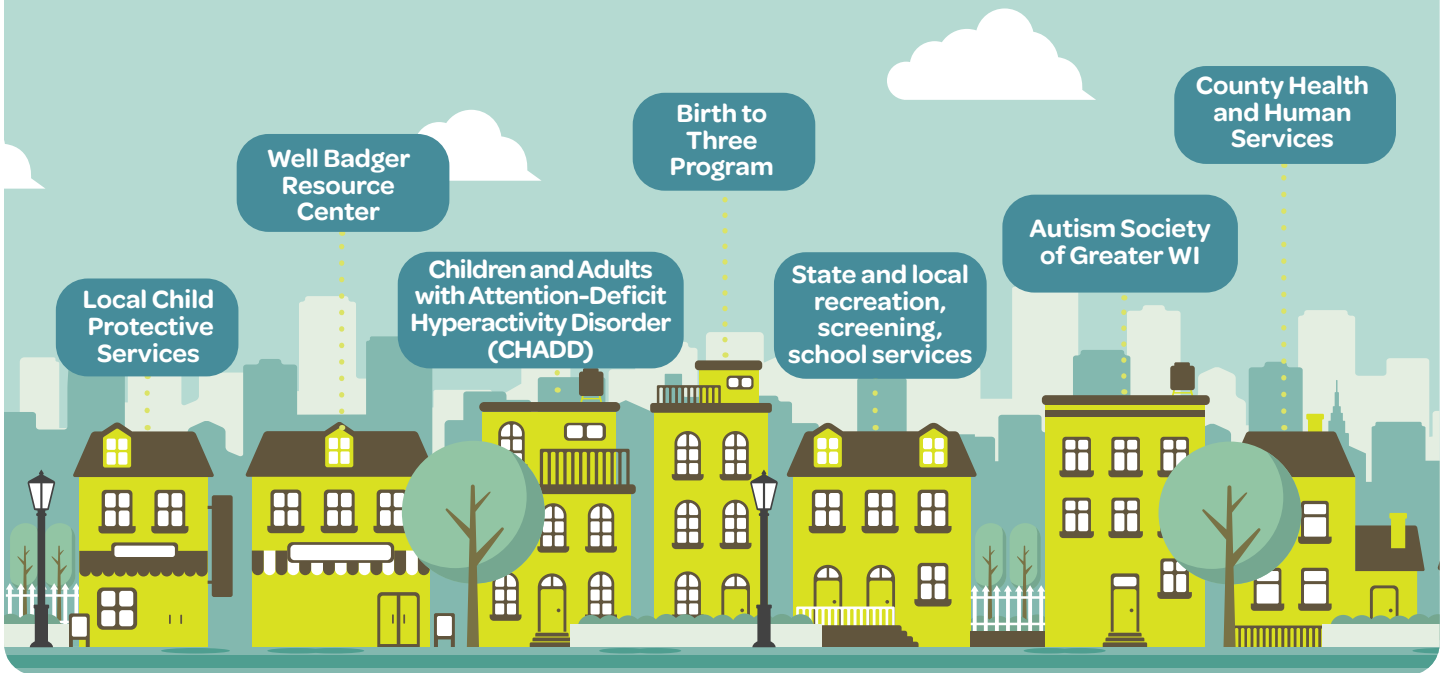 Local Child
Protective
Services
Well Badger
Resource
Center
Children and Adults
with Attention-Deficit
Hyperactivity Disorder
(CHADD)
Birth to
Three
Program
State and local
recreation,
screening,
school services
Autism Society
of Greater WI
County Health
and Human
Services